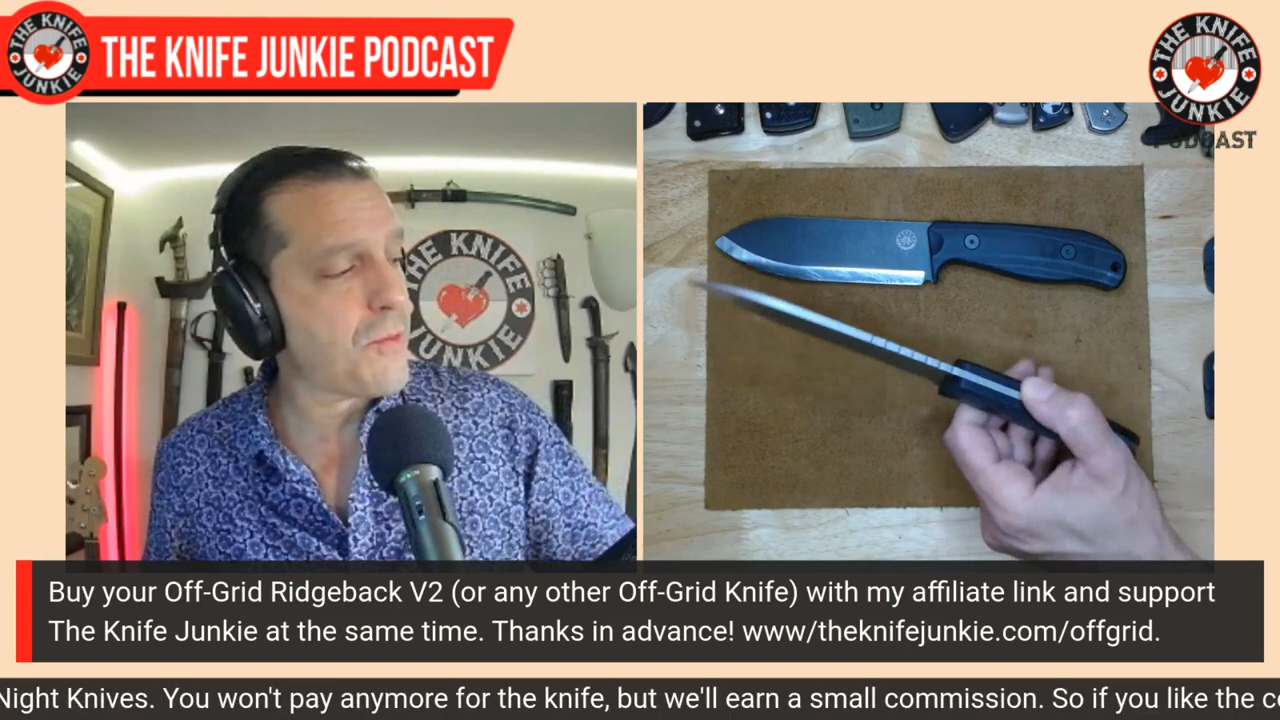 THE KNIFE JUNKIE
THE KNIFE JUNKIE PODCAST
THE KNIFE JUNKIE
PODCAST
THE KNIFE JUNKIE
Buy your Off-Grid Ridgeback V2 (or any other Off-Grid Knife) with my affiliate link and support
The Knife Junkie at the same time. Thanks in advance! www/theknifejunkie.com/offgrid.
Night Knives. You won't pay anymore for the knife, but we'll earn a small commission. So if you like the